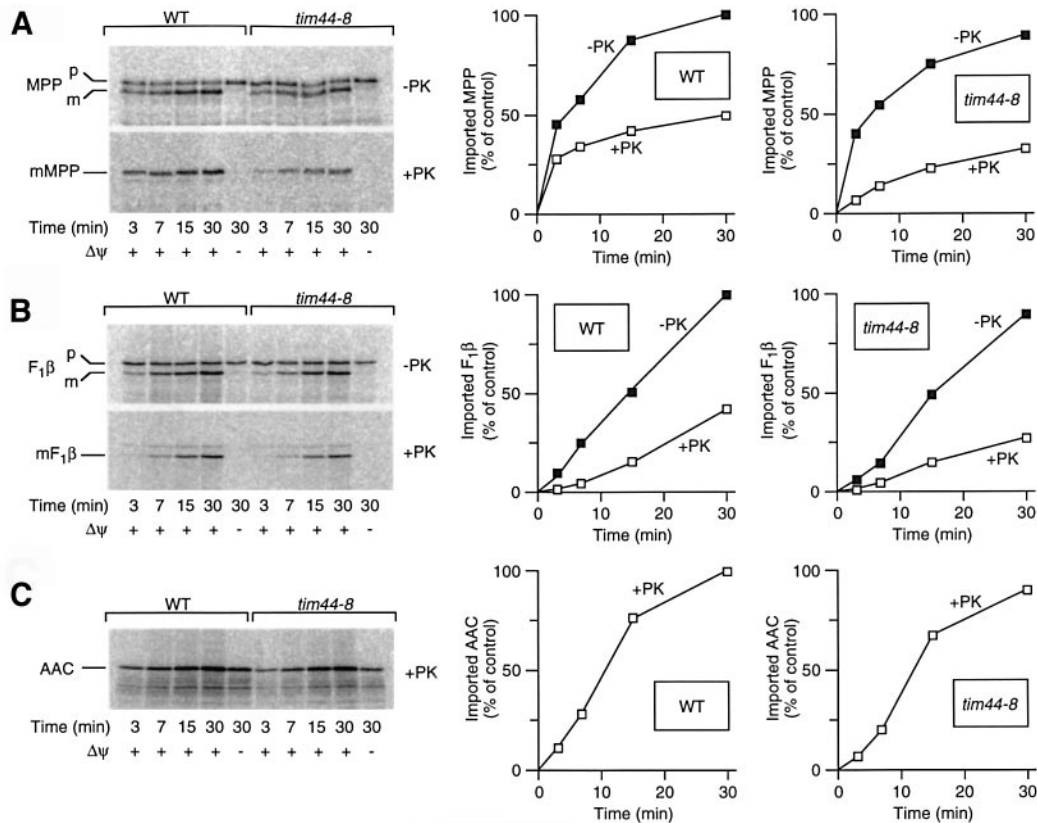 A
WT
tim44-8
MPP
p
m
-PK
mMPP
+PK
Time (min) 3 7 15 30 30 3 7 15 30 30
Δψ + + + + - + + + + -
Imported MPP
(% of control)
100
50
0
-PK
WT
+PK
0 10 20 30
Time (min)
Imported MPP
(% of control)
100
50
0
-PK
tim44-8
+PK
0 10 20 30
Time (min)
B
WT
tim44-8
F₁β
p
m
-PK
mF₁β
+PK
Time (min) 3 7 15 30 30 3 7 15 30 30
Δψ + + + + - + + + + -
Imported F₁β
(% of control)
100
50
0
WT
-PK
+PK
0 10 20 30
Time (min)
Imported F₁β
(% of control)
100
50
0
tim44-8
-PK
+PK
0 10 20 30
Time (min)
C
WT
tim44-8
AAC
+PK
Time (min) 3 7 15 30 30 3 7 15 30 30
Δψ + + + + - + + + + -
Imported AAC
(% of control)
100
50
0
+PK
WT
0 10 20 30
Time (min)
Imported AAC
(% of control)
100
50
0
+PK
tim44-8
0 10 20 30
Time (min)